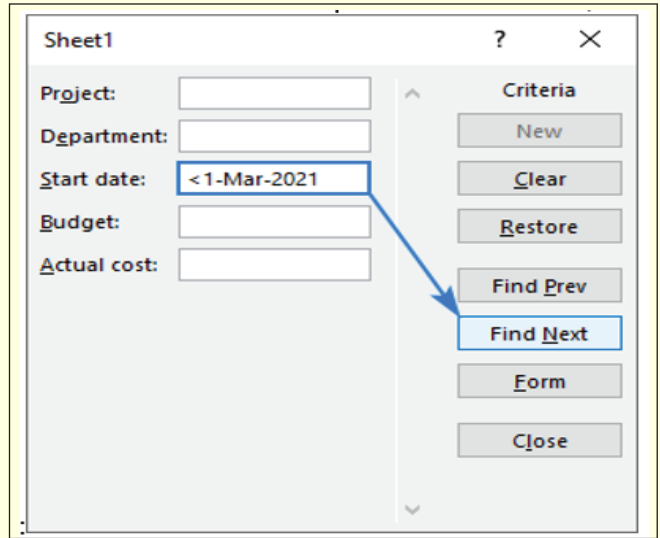 Sheet1 ? ×
Project:
Department:
Start date: <1-Mar-2021
Budget:
Actual cost:
Criteria
New
Clear
Restore
Find Prev
Find Next
Form
Close
: